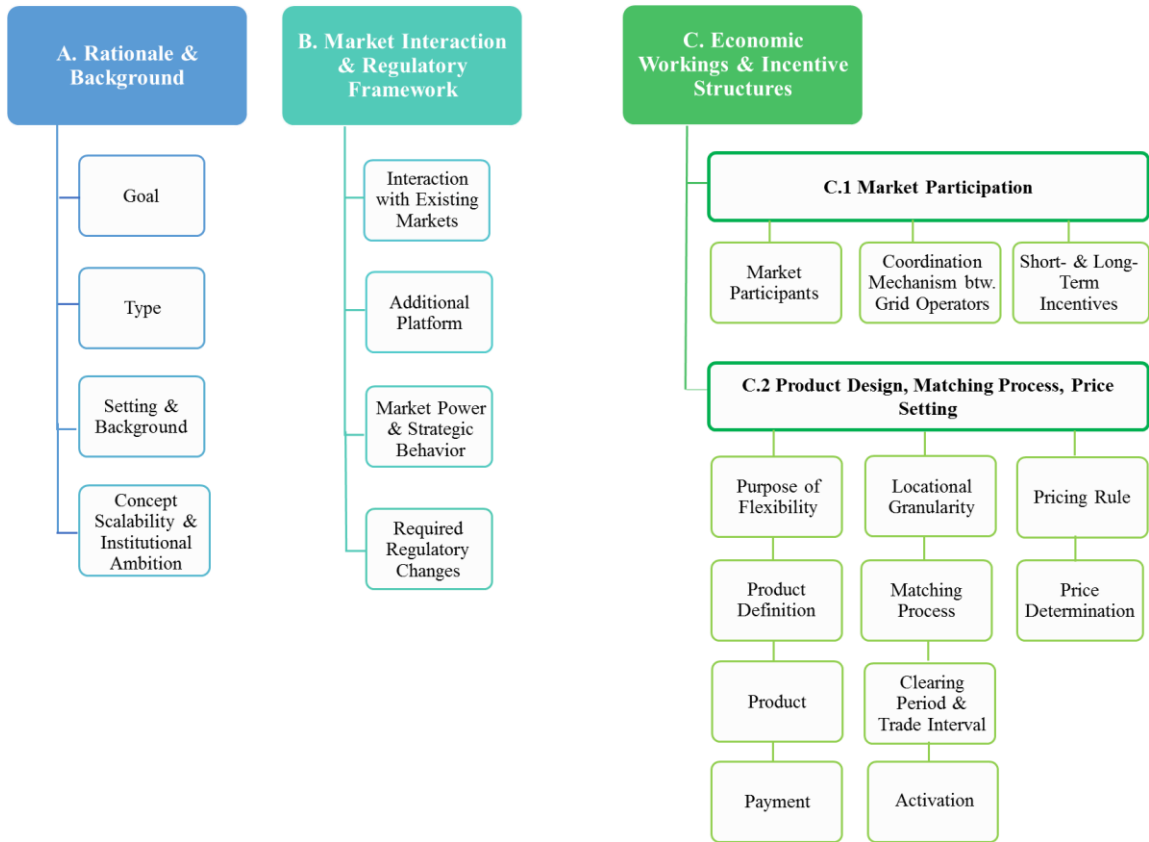 A. Rationale &
Background
Goal
Type
Setting &
Background
Concept
Scalability &
Institutional
Ambition
B. Market Interaction
& Regulatory
Framework
Interaction
with Existing
Markets
Additional
Platform
Market Power
& Strategic
Behavior
Required
Regulatory
Changes
C. Economic
Workings & Incentive
Structures
C.1 Market Participation
Market
Participants
Coordination
Mechanism btw.
Grid Operators
Short- & Long-
Term
Incentives
C.2 Product Design, Matching Process, Price
Setting
Purpose of
Flexibility
Product
Definition
Product
Payment
Locational
Granularity
Matching
Process
Clearing
Period &
Trade Interval
Activation
Pricing Rule
Price
Determination